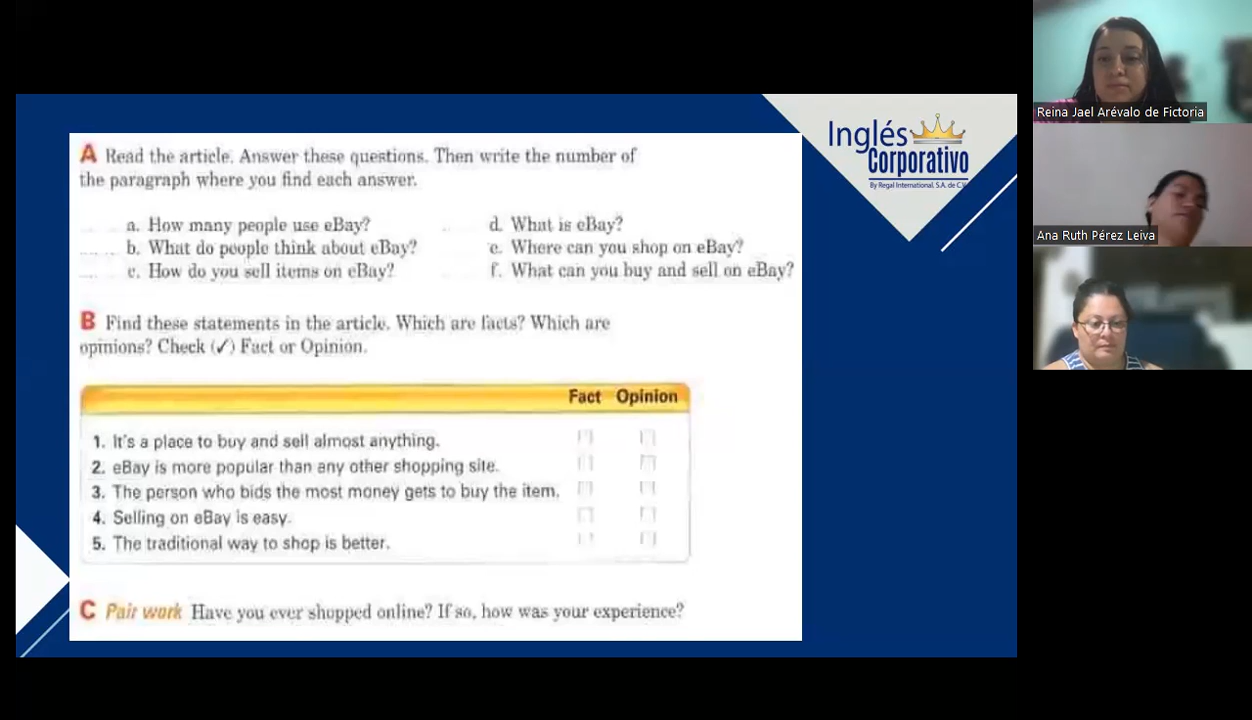 A Read the article. Answer these questions. Then write the number of
the paragraph where you find each answer.
a. How many people use eBay?
b. What do people think about eBay?
c. How do you sell items on eBay?
d. What is eBay?
e. Where can you shop on eBay?
f. What can you buy and sell on eBay?
B Find these statements in the article. Which are facts? Which are
opinions? Check (✓) Fact or Opinion.
Fact Opinion
1. It's a place to buy and sell almost anything.
2. eBay is more popular than any other shopping site.
3. The person who bids the most money gets to buy the item.
4. Selling on eBay is easy.
5. The traditional way to shop is better.
C Pair work Have you ever shopped online? If so, how was your experience?
Inglés
Corporativo
By Regal International, S.A. de C.V.
Reina Jael Arévalo de Fictoria
Ana Ruth Pérez Leiva